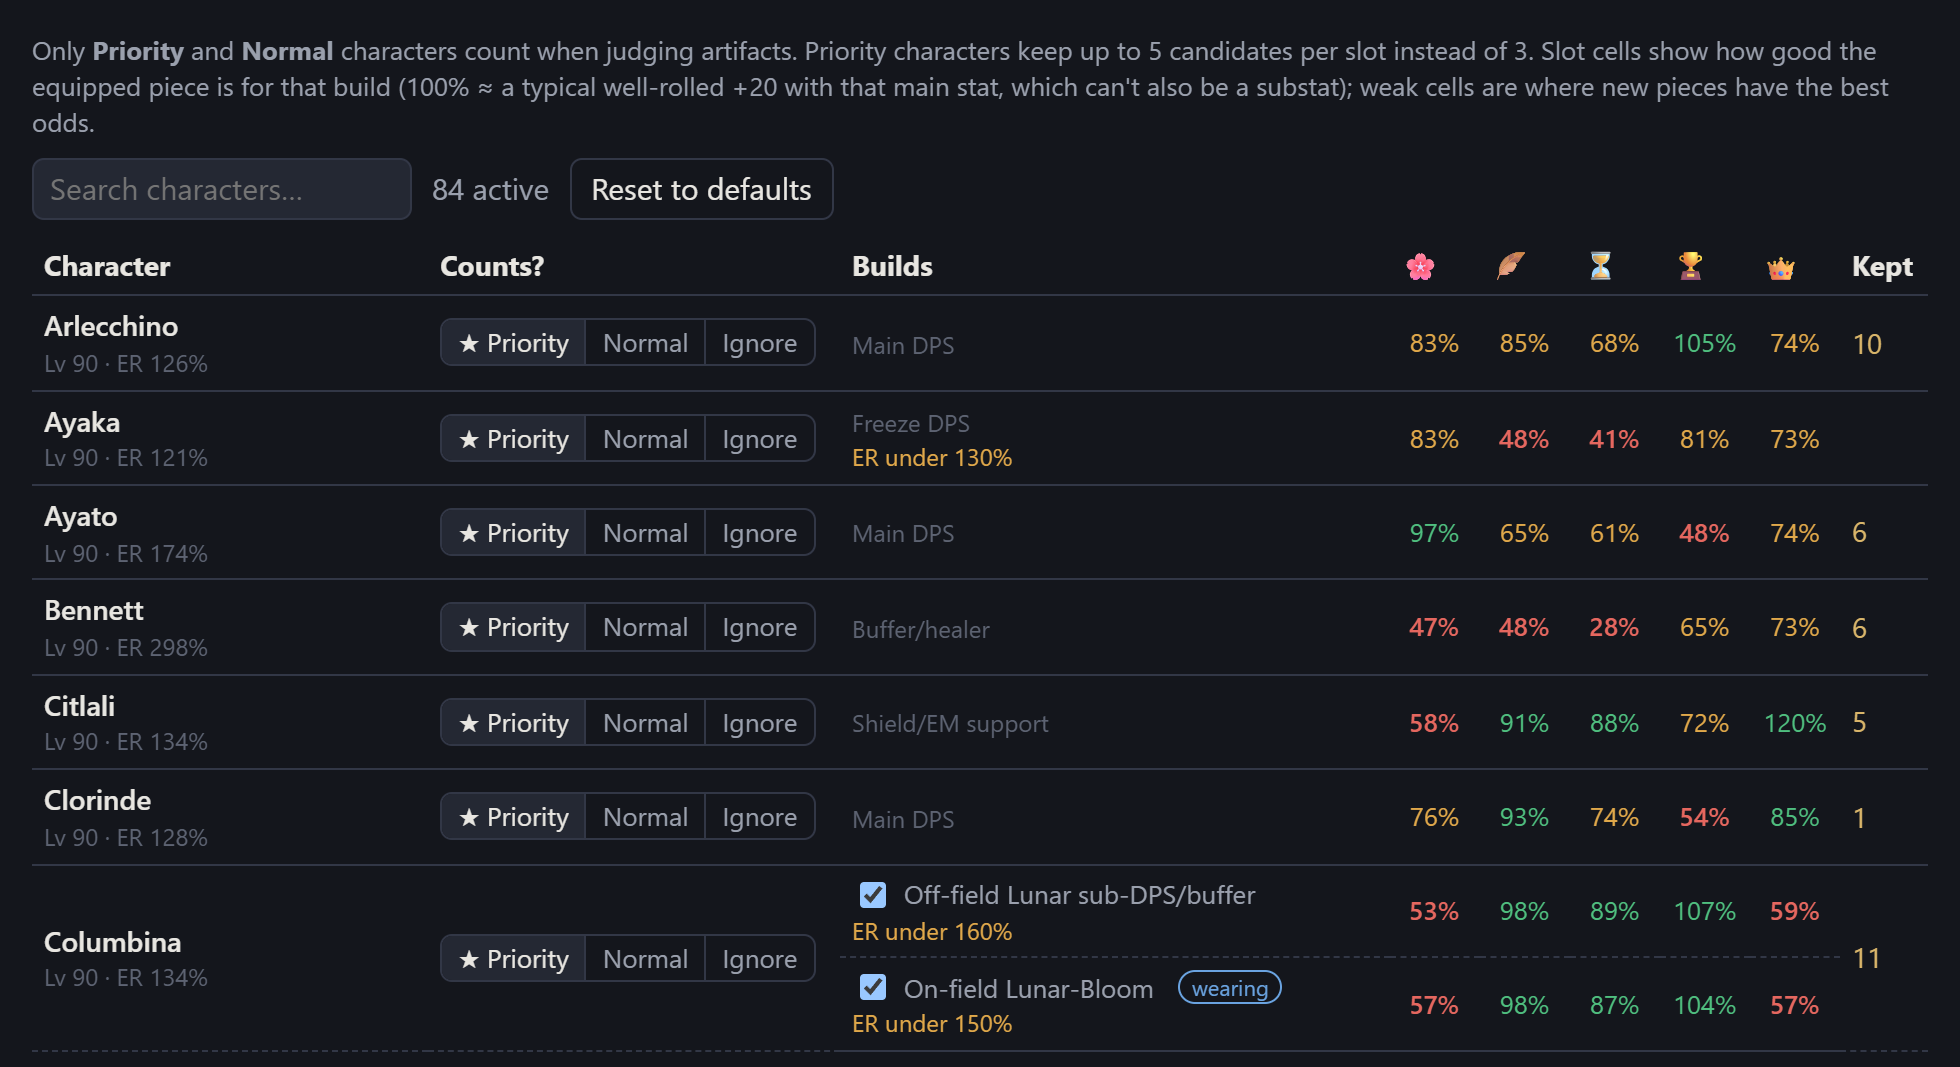 Only Priority and Normal characters count when judging artifacts. Priority characters keep up to 5 candidates per slot instead of 3. Slot cells show how good the
equipped piece is for that build (100% ≈ a typical well-rolled +20 with that main stat, which can't also be a substat); weak cells are where new pieces have the best
odds.
Search characters... 84 active Reset to defaults
Character Counts? Builds Kept
Arlecchino
Lv 90 · ER 126%
★ Priority Normal Ignore
Main DPS
83% 85% 68% 105% 74% 10
Ayaka
Lv 90 · ER 121%
★ Priority Normal Ignore
Freeze DPS
ER under 130%
83% 48% 41% 81% 73%
Ayato
Lv 90 · ER 174%
★ Priority Normal Ignore
Main DPS
97% 65% 61% 48% 74% 6
Bennett
Lv 90 · ER 298%
★ Priority Normal Ignore
Buffer/healer
47% 48% 28% 65% 73% 6
Citlali
Lv 90 · ER 134%
★ Priority Normal Ignore
Shield/EM support
58% 91% 88% 72% 120% 5
Clorinde
Lv 90 · ER 128%
★ Priority Normal Ignore
Main DPS
76% 93% 74% 54% 85% 1
Columbina
Lv 90 · ER 134%
★ Priority Normal Ignore
Off-field Lunar sub-DPS/buffer
ER under 160%
53% 98% 89% 107% 59%
On-field Lunar-Bloom wearing
ER under 150%
57% 98% 87% 104% 57%
11